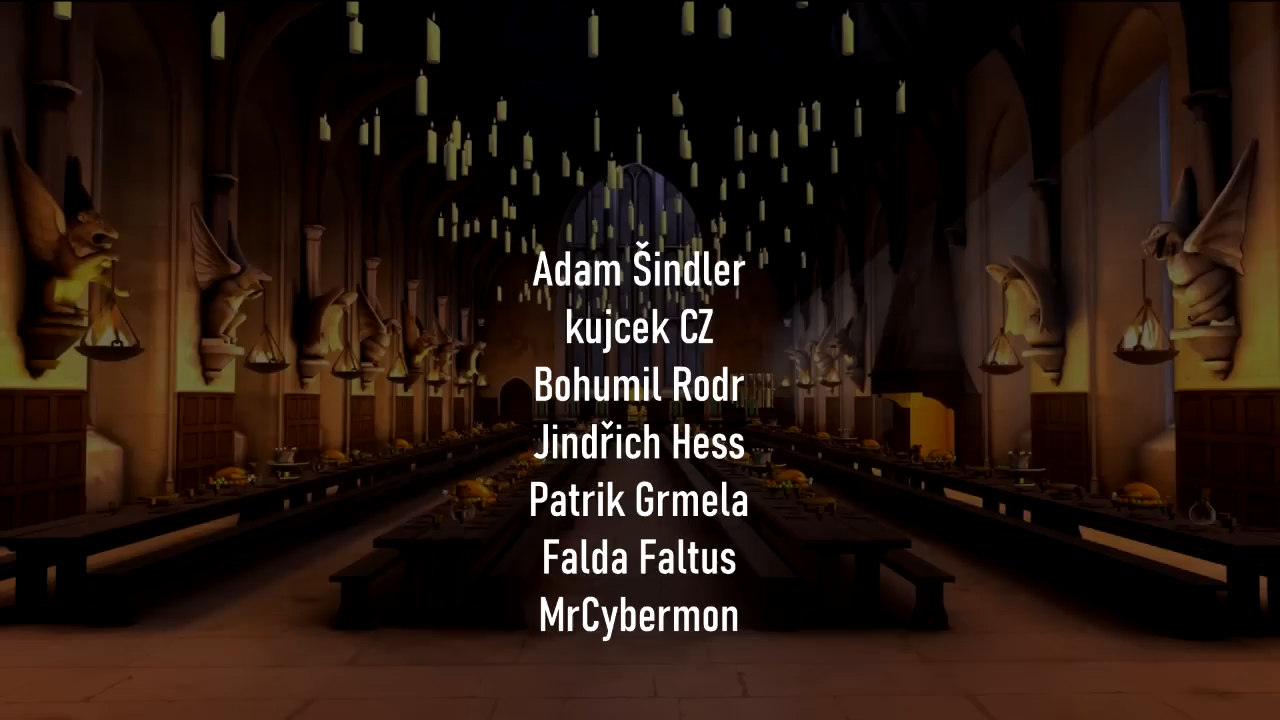 Adam Šindler
kujcek CZ
Bohumil Rodr
Jindřich Hess
Patrik Grmela
Falda Faltus
MrCybermon